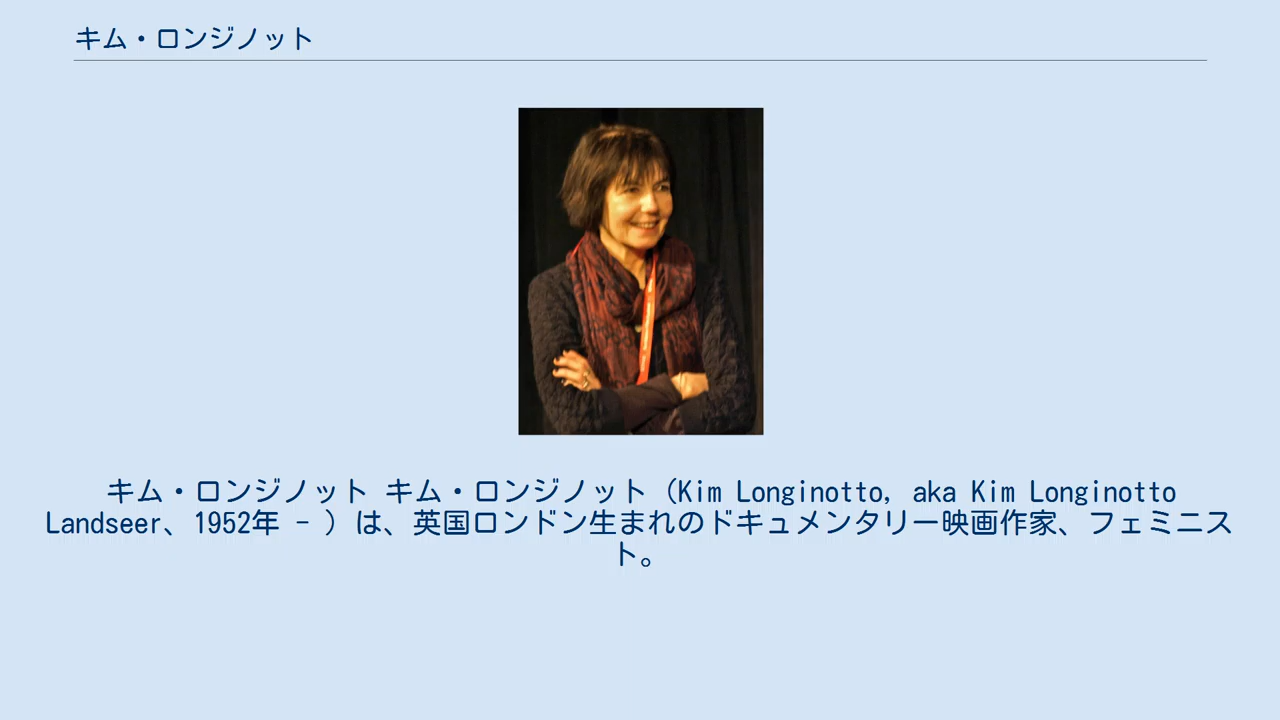 キム・ロンジノット
キム・ロンジノット キム・ロンジノット（Kim Longinotto, aka Kim Longinotto
Landseer、1952年 - ）は、英国ロンドン生まれのドキュメンタリー映画作家、フェミニス
ト。